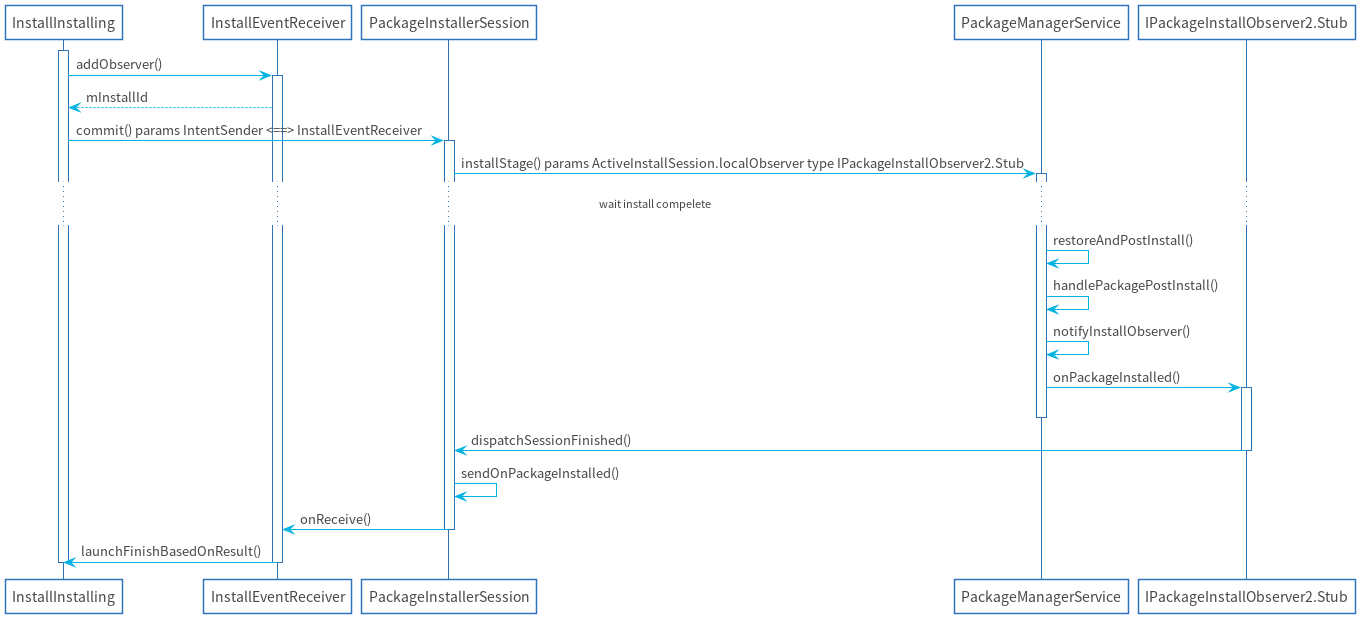 InstallInstalling
InstallEventReceiver
PackageInstallerSession
PackageManagerService
IPackageInstallObserver2.Stub
addObserver()
mInstallId
commit() params IntentSender <==> InstallEventReceiver
installStage() params ActiveInstallSession.localObserver type IPackageInstallObserver2.Stub
wait install compelete
restoreAndPostInstall()
handlePackagePostInstall()
notifyInstallObserver()
onPackageInstalled()
dispatchSessionFinished()
sendOnPackageInstalled()
onReceive()
launchFinishBasedOnResult()
InstallInstalling
InstallEventReceiver
PackageInstallerSession
PackageManagerService
IPackageInstallObserver2.Stub